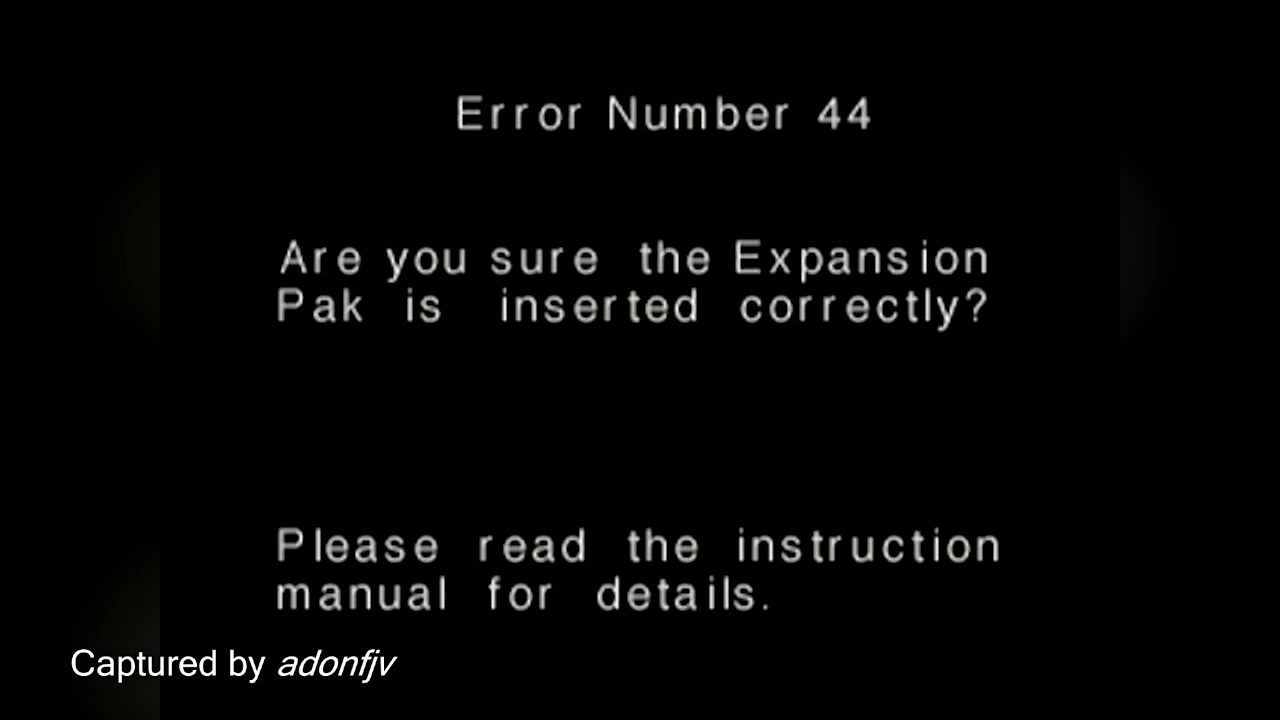 Error Number 44
Are you sure the Expansion
Pak is inserted correctly?
Please read the instruction
manual for details.
Captured by adonfjv